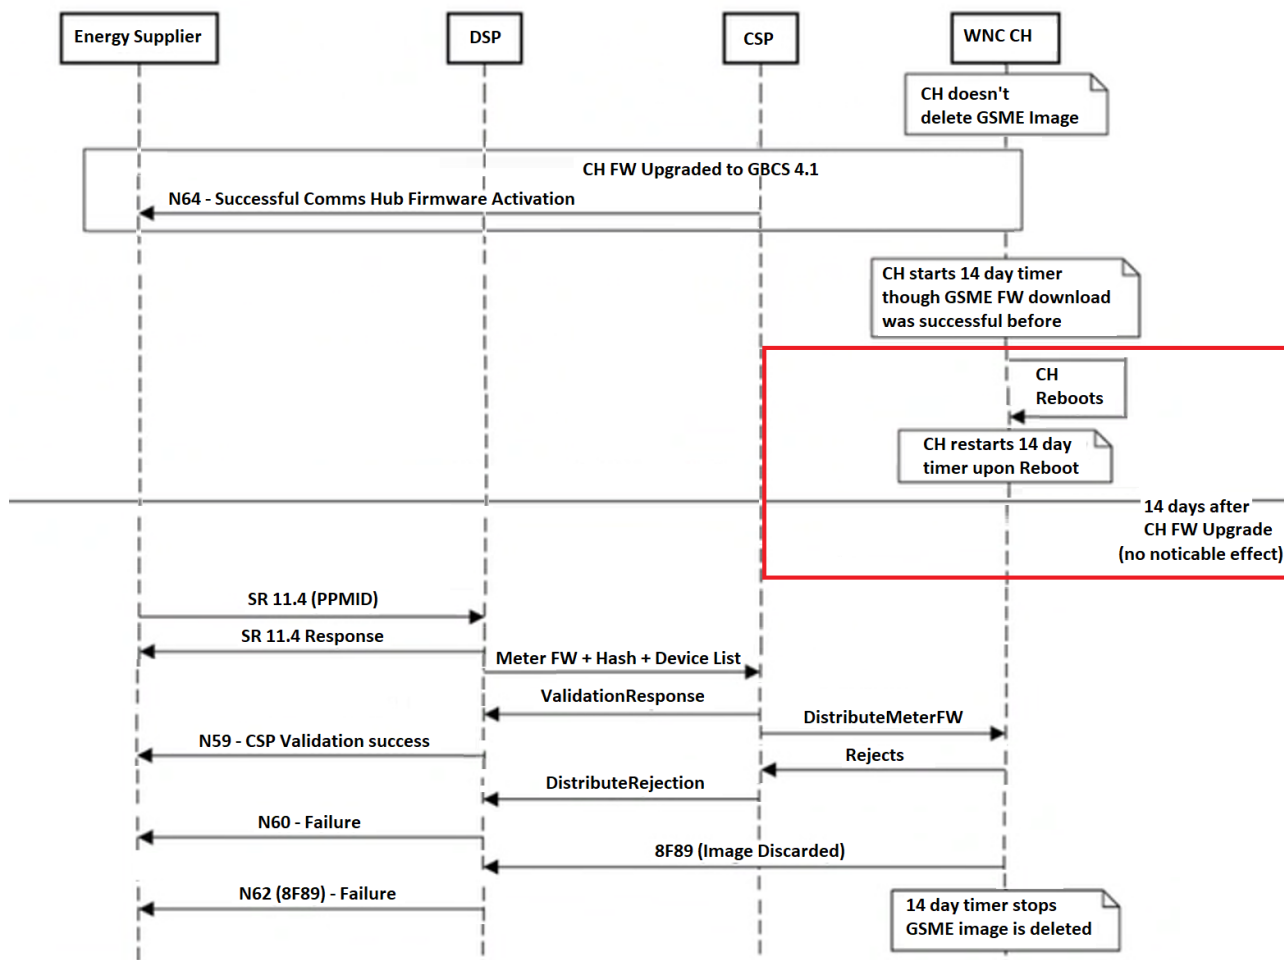 Energy Supplier
DSP
CSP
WNC CH
CH doesn't
delete GSME Image
CH FW Upgraded to GBCS 4.1
N64 - Successful Comms Hub Firmware Activation
CH starts 14 day timer
though GSME FW download
was successful before
CH
Reboots
CH restarts 14 day
timer upon Reboot
14 days after
CH FW Upgrade
(no noticable effect)
SR 11.4 (PPMID)
SR 11.4 Response
Meter FW + Hash + Device List
ValidationResponse
DistributeMeterFW
N59 - CSP Validation success
Rejects
DistributeRejection
N60 - Failure
8F89 (Image Discarded)
N62 (8F89) - Failure
14 day timer stops
GSME image is deleted